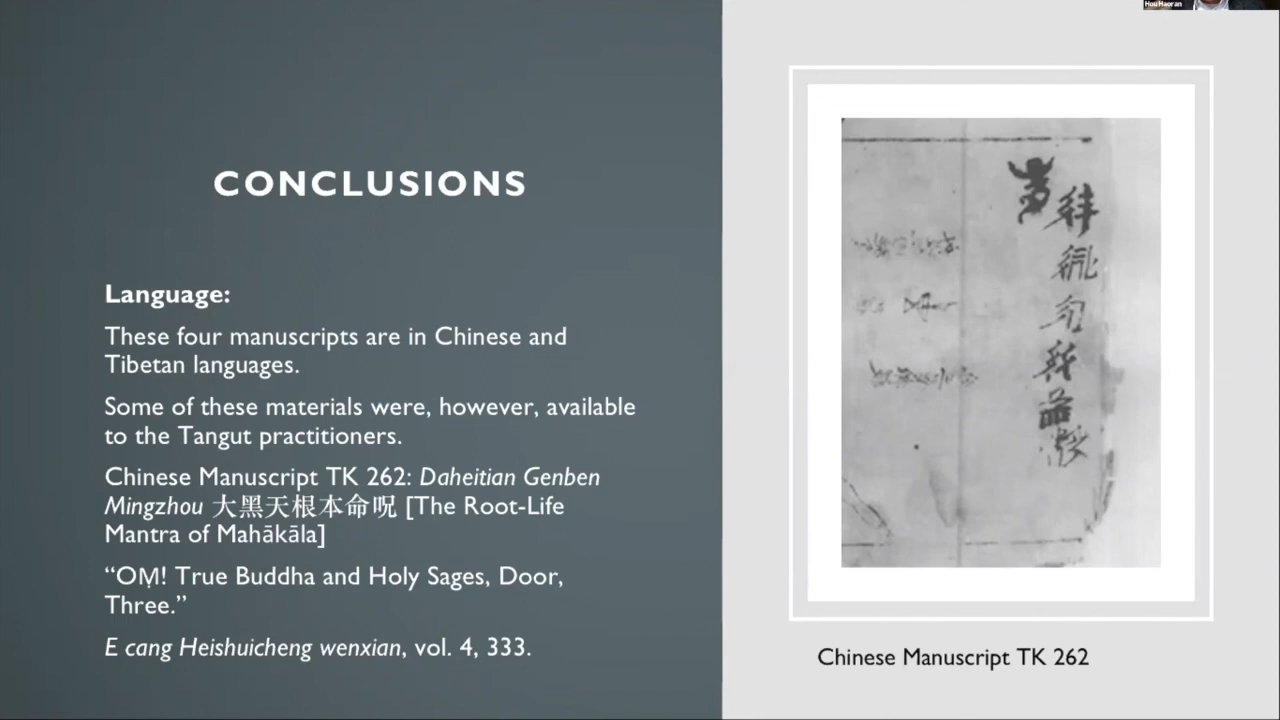 Hou Haoran
CONCLUSIONS
Language:
These four manuscripts are in Chinese and
Tibetan languages.
Some of these materials were, however, available
to the Tangut practitioners.
Chinese Manuscript TK 262: Daheitian Genben
Mingzhou 大黑天根本命呪 [The Root-Life
Mantra of Mahākāla]
“OṂ! True Buddha and Holy Sages, Door,
Three.”
E cang Heishuicheng wenxian, vol. 4, 333.
Chinese Manuscript TK 262